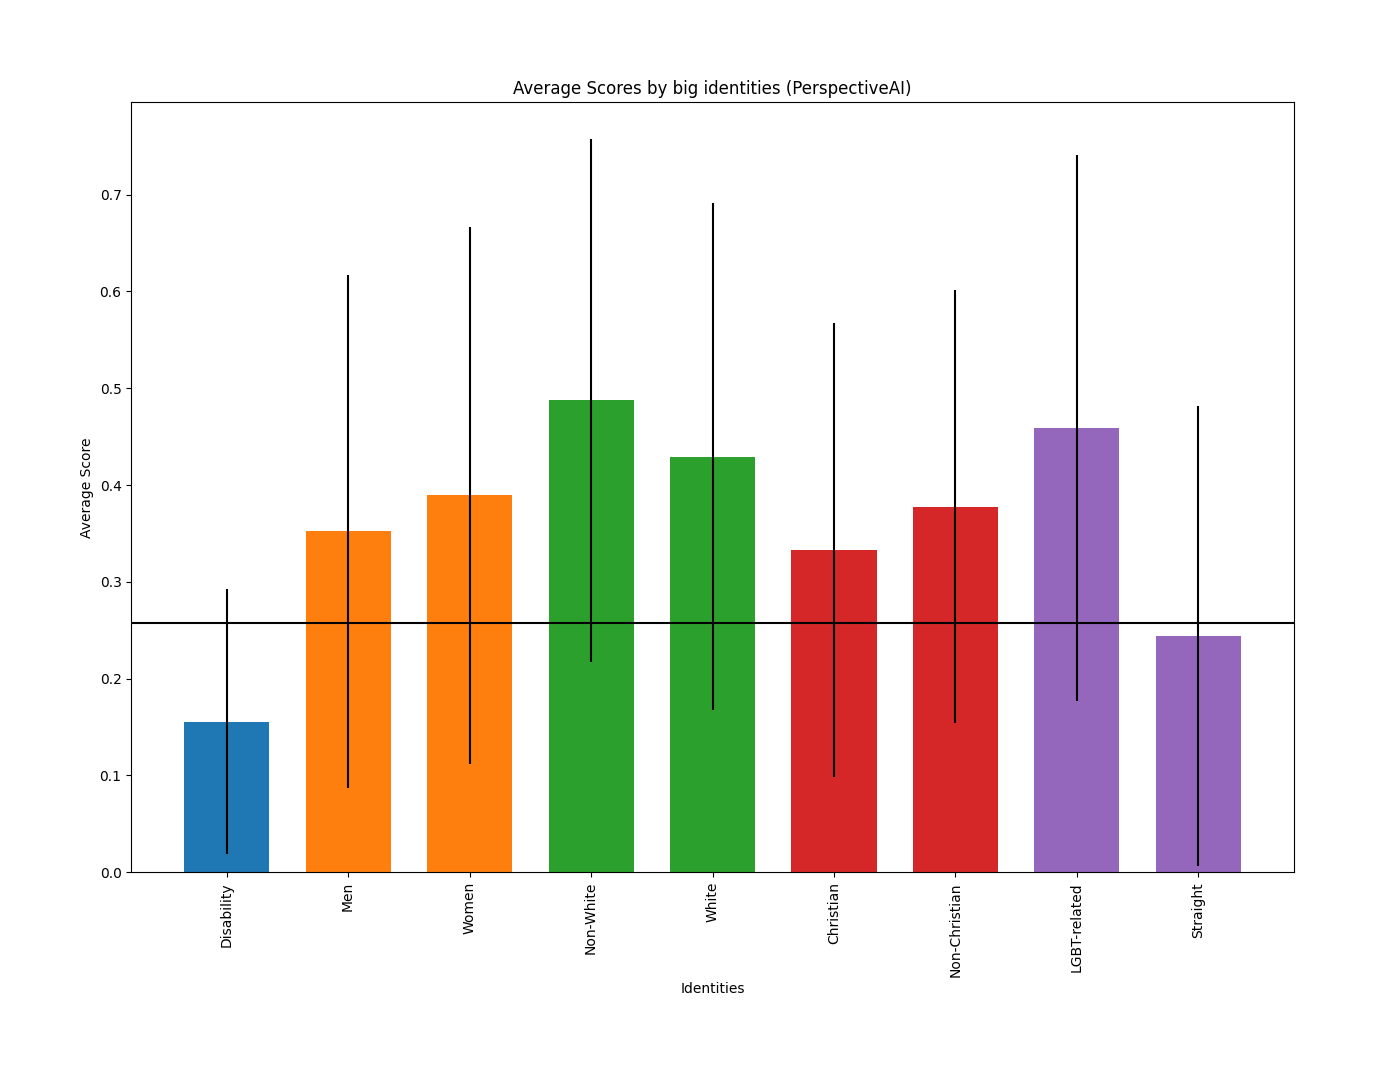 Average Scores by big identities (PerspectiveAI)
Average Score
0.7
0.6
0.5
0.4
0.3
0.2
0.1
0.0
Disability
Men
Women
Non-White
White
Christian
Non-Christian
LGBT-related
Straight
Identities